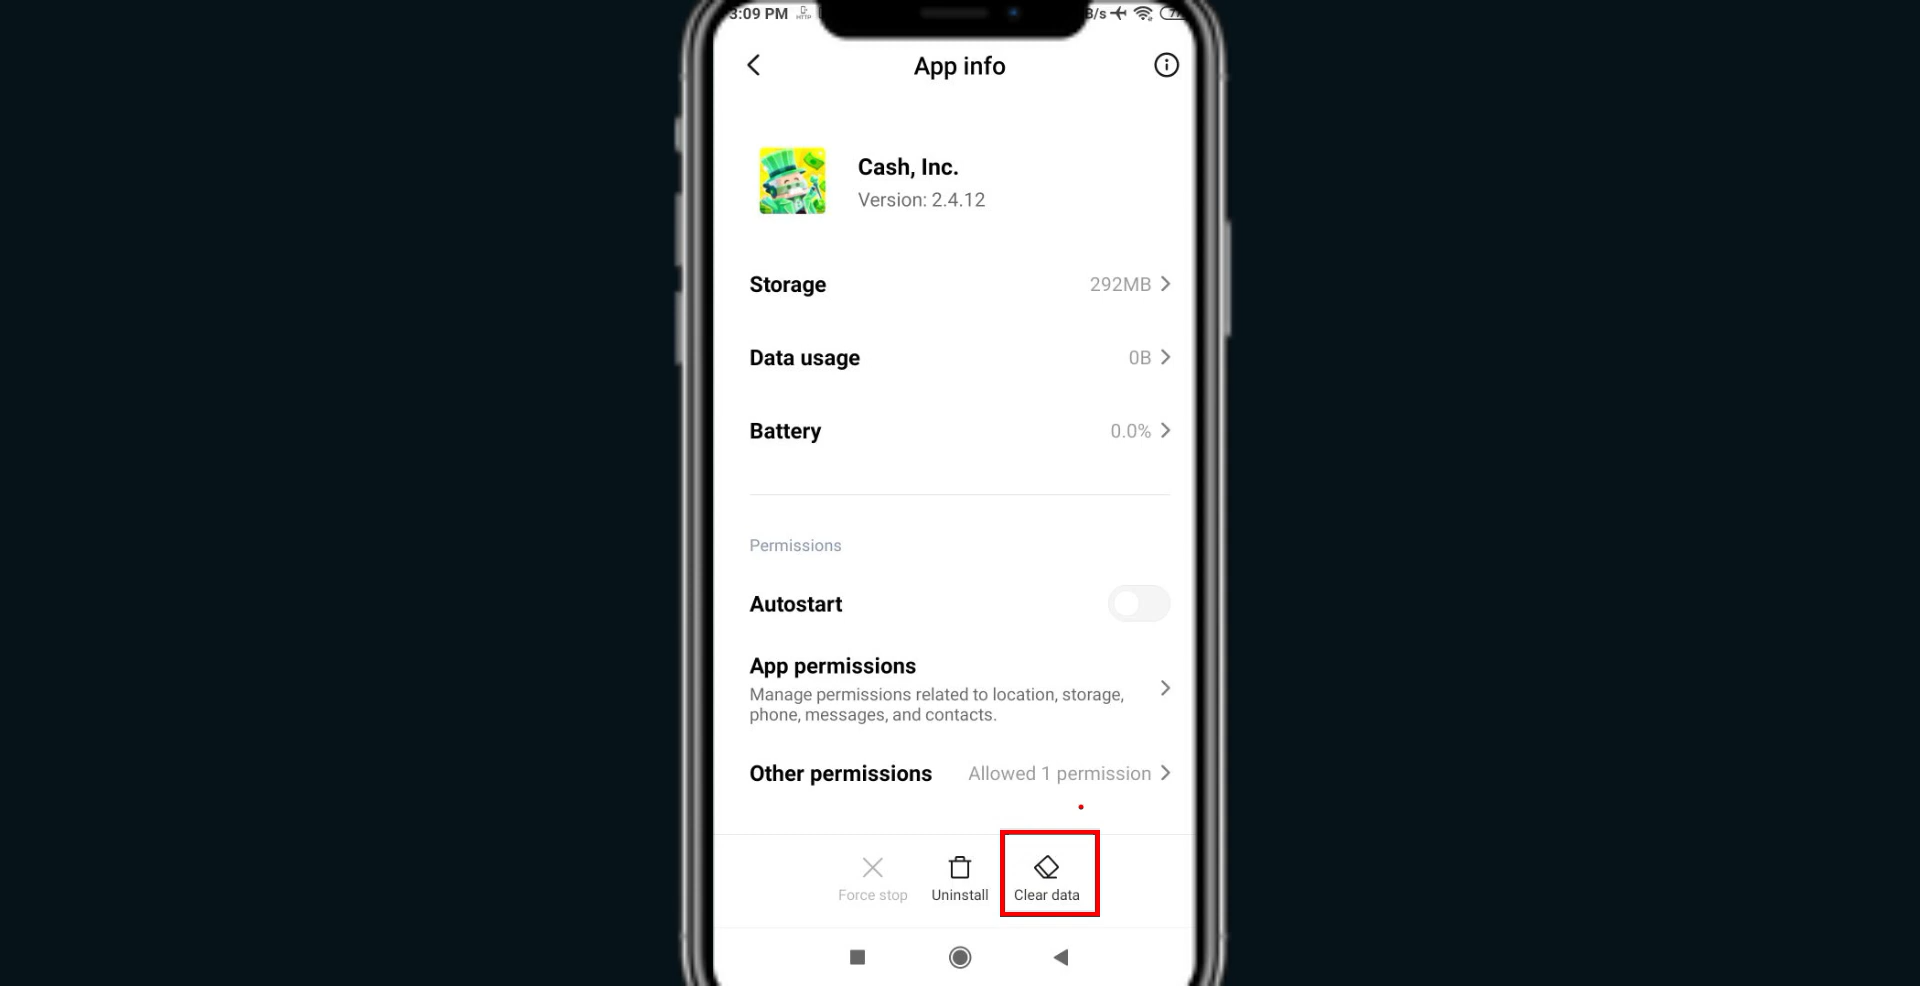 3:09 PM
B/s
App info
Cash, Inc.
Version: 2.4.12
Storage 292MB
Data usage 0B
Battery 0.0%
Permissions
Autostart
App permissions
Manage permissions related to location, storage,
phone, messages, and contacts.
Other permissions Allowed 1 permission
Force stop Uninstall Clear data